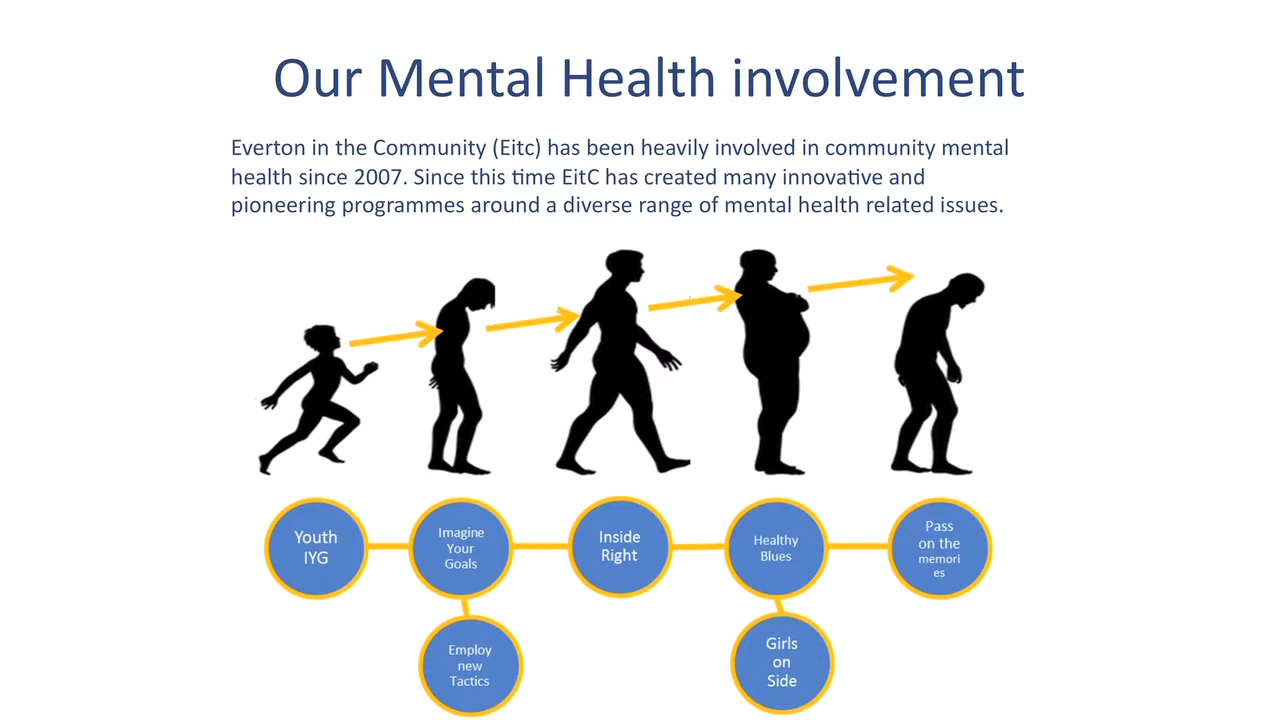 Our Mental Health involvement
Everton in the Community (Eitc) has been heavily involved in community mental
health since 2007. Since this time EitC has created many innovative and
pioneering programmes around a diverse range of mental health related issues.
Youth
IYG
Imagine
Your
Goals
Inside
Right
Healthy
Blues
Pass
on the
memori
es
Employ
new
Tactics
Girls
on
Side